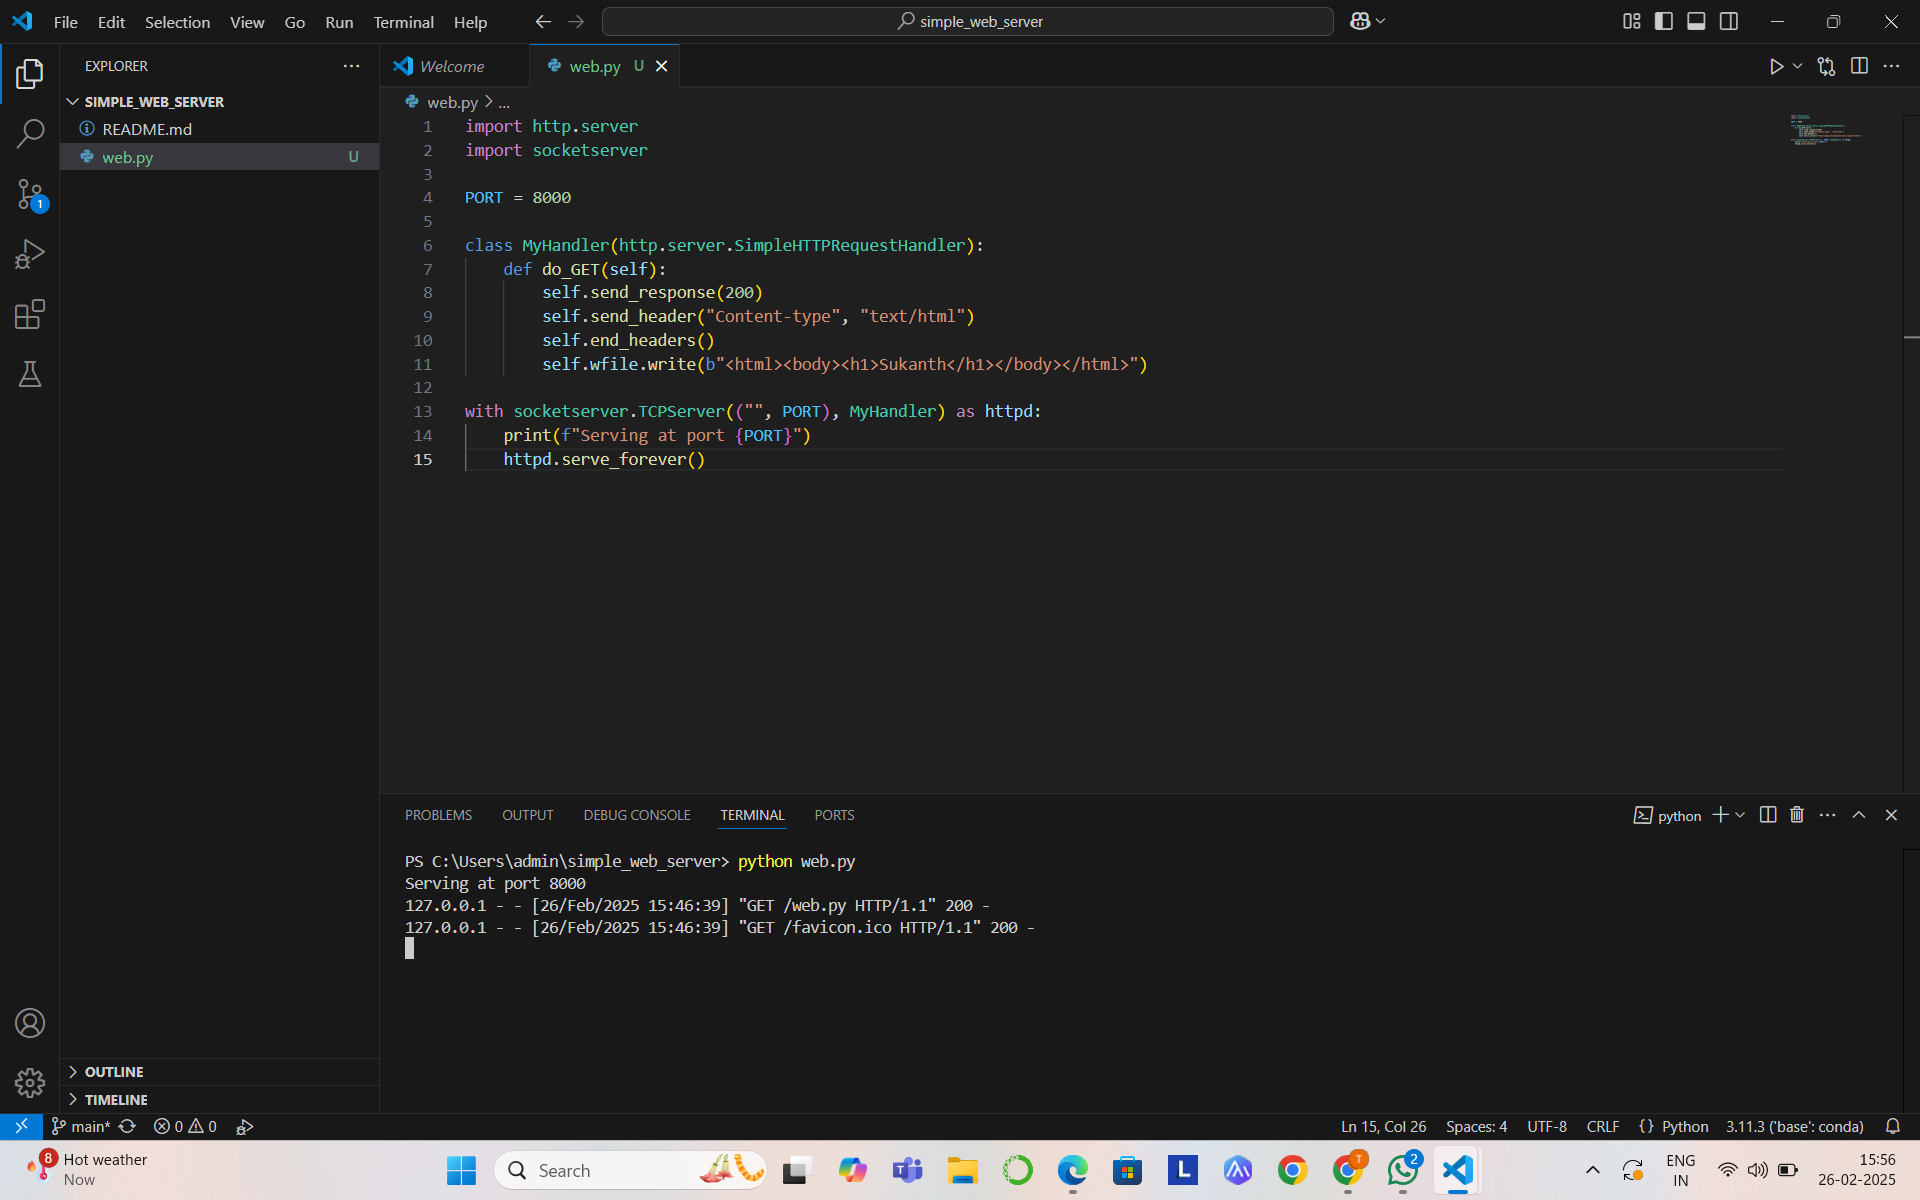 File Edit Selection View Go Run Terminal Help
simple_web_server
EXPLORER
SIMPLE_WEB_SERVER
README.md
web.py U
1
Welcome
web.py U
web.py > ...
1 import http.server
2 import socketserver
3
4 PORT = 8000
5
6 class MyHandler(http.server.SimpleHTTPRequestHandler):
7 def do_GET(self):
8 self.send_response(200)
9 self.send_header("Content-type", "text/html")
10 self.end_headers()
11 self.wfile.write(b"<html><body><h1>Sukanth</h1></body></html>")
12
13 with socketserver.TCPServer(("", PORT), MyHandler) as httpd:
14 print(f"Serving at port {PORT}")
15 httpd.serve_forever()
PROBLEMS OUTPUT DEBUG CONSOLE TERMINAL PORTS
python
PS C:\Users\admin\simple_web_server> python web.py
Serving at port 8000
127.0.0.1 - - [26/Feb/2025 15:46:39] "GET /web.py HTTP/1.1" 200 -
127.0.0.1 - - [26/Feb/2025 15:46:39] "GET /favicon.ico HTTP/1.1" 200 -
OUTLINE
TIMELINE
main* 0 0
Ln 15, Col 26 Spaces: 4 UTF-8 CRLF {} Python 3.11.3 ('base': conda)
8
Hot weather
Now
Search
T
L
T
2
ENG
IN
15:56
26-02-2025